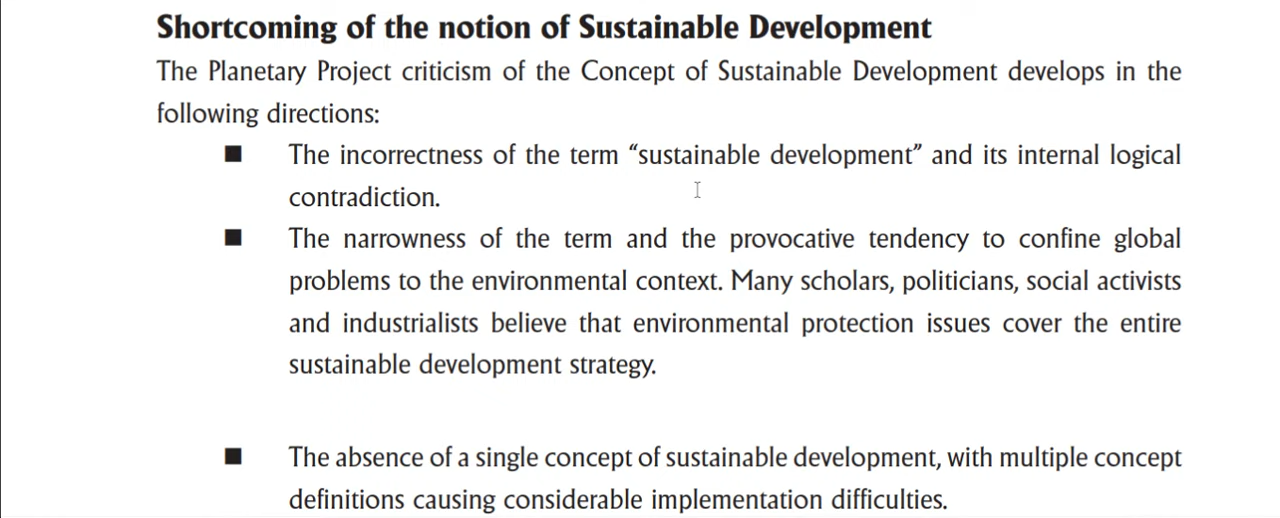 Shortcoming of the notion of Sustainable Development
The Planetary Project criticism of the Concept of Sustainable Development develops in the
following directions:
■ The incorrectness of the term “sustainable development” and its internal logical
contradiction.
■ The narrowness of the term and the provocative tendency to confine global
problems to the environmental context. Many scholars, politicians, social activists
and industrialists believe that environmental protection issues cover the entire
sustainable development strategy.
■ The absence of a single concept of sustainable development, with multiple concept
definitions causing considerable implementation difficulties.